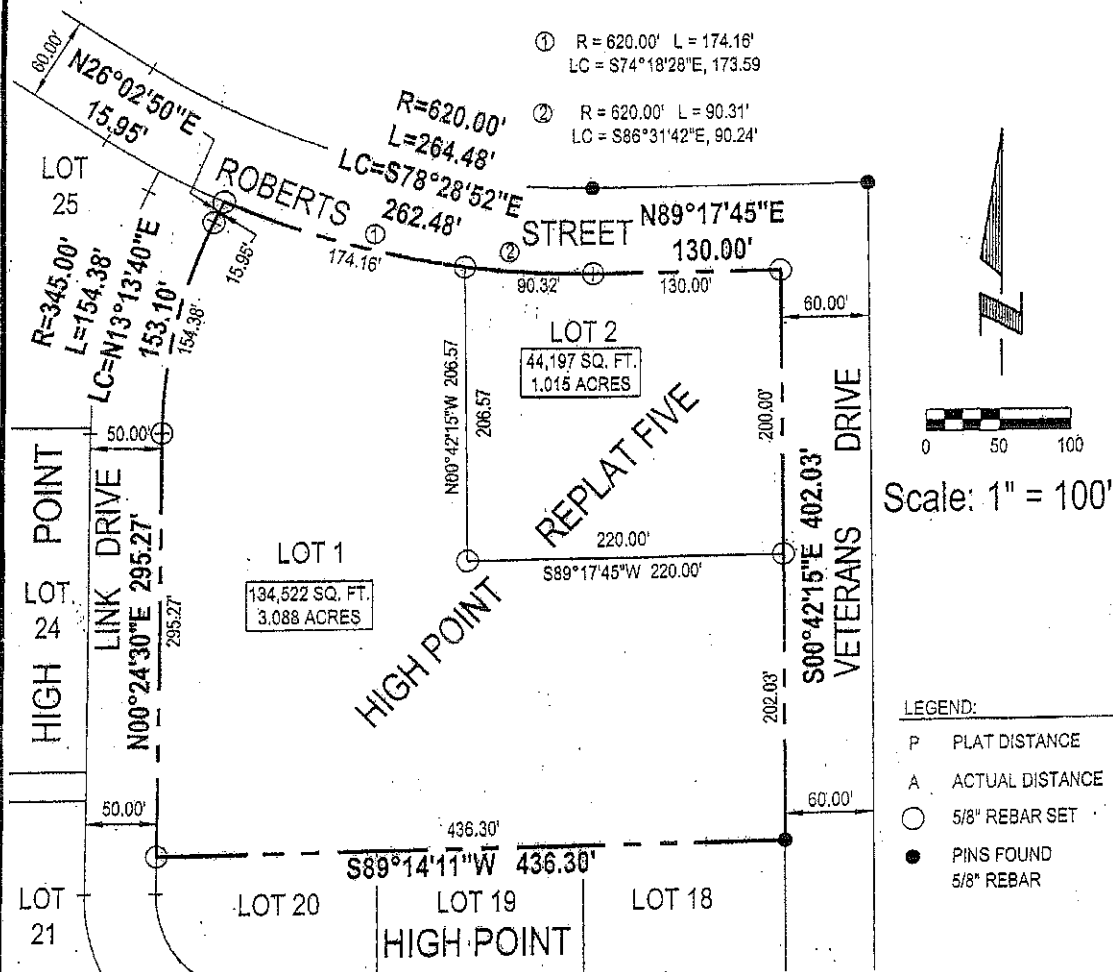 ① R = 620.00' L = 174.16'
LC = S74°18'28"E, 173.59
② R = 620.00' L = 90.31'
LC = S86°31'42"E, 90.24'
60.00'
N26°02'50"E
15.95'
R=620.00'
L=264.48'
LC=S78°28'52"E
262.48'
LOT
25
ROBERTS
STREET
①
②
174.16'
90.32'
N89°17'45"E
130.00'
130.00'
15.95'
R=345.00'
L=154.38'
LC=N13°13'40"E
153.10'
154.38'
60.00'
LOT 2
44,197 SQ. FT.
1.015 ACRES
N00°42'15"W 206.57
206.57
200.00'
REPLAT FIVE
VETERANS DRIVE
S00°42'15"E 402.03'
0 50 100
Scale: 1" = 100'
50.00'
HIGH POINT
LOT
24
LINK DRIVE
N00°24'30"E 295.27'
295.27'
LOT 1
134,522 SQ. FT.
3.088 ACRES
220.00'
S89°17'45"W 220.00'
HIGH POINT
202.03'
LEGEND:
P PLAT DISTANCE
A ACTUAL DISTANCE
5/8" REBAR SET
PINS FOUND
5/8" REBAR
50.00'
60.00'
436.30'
S89°14'11"W 436.30'
LOT
21
LOT 20
LOT 19
LOT 18
HIGH POINT